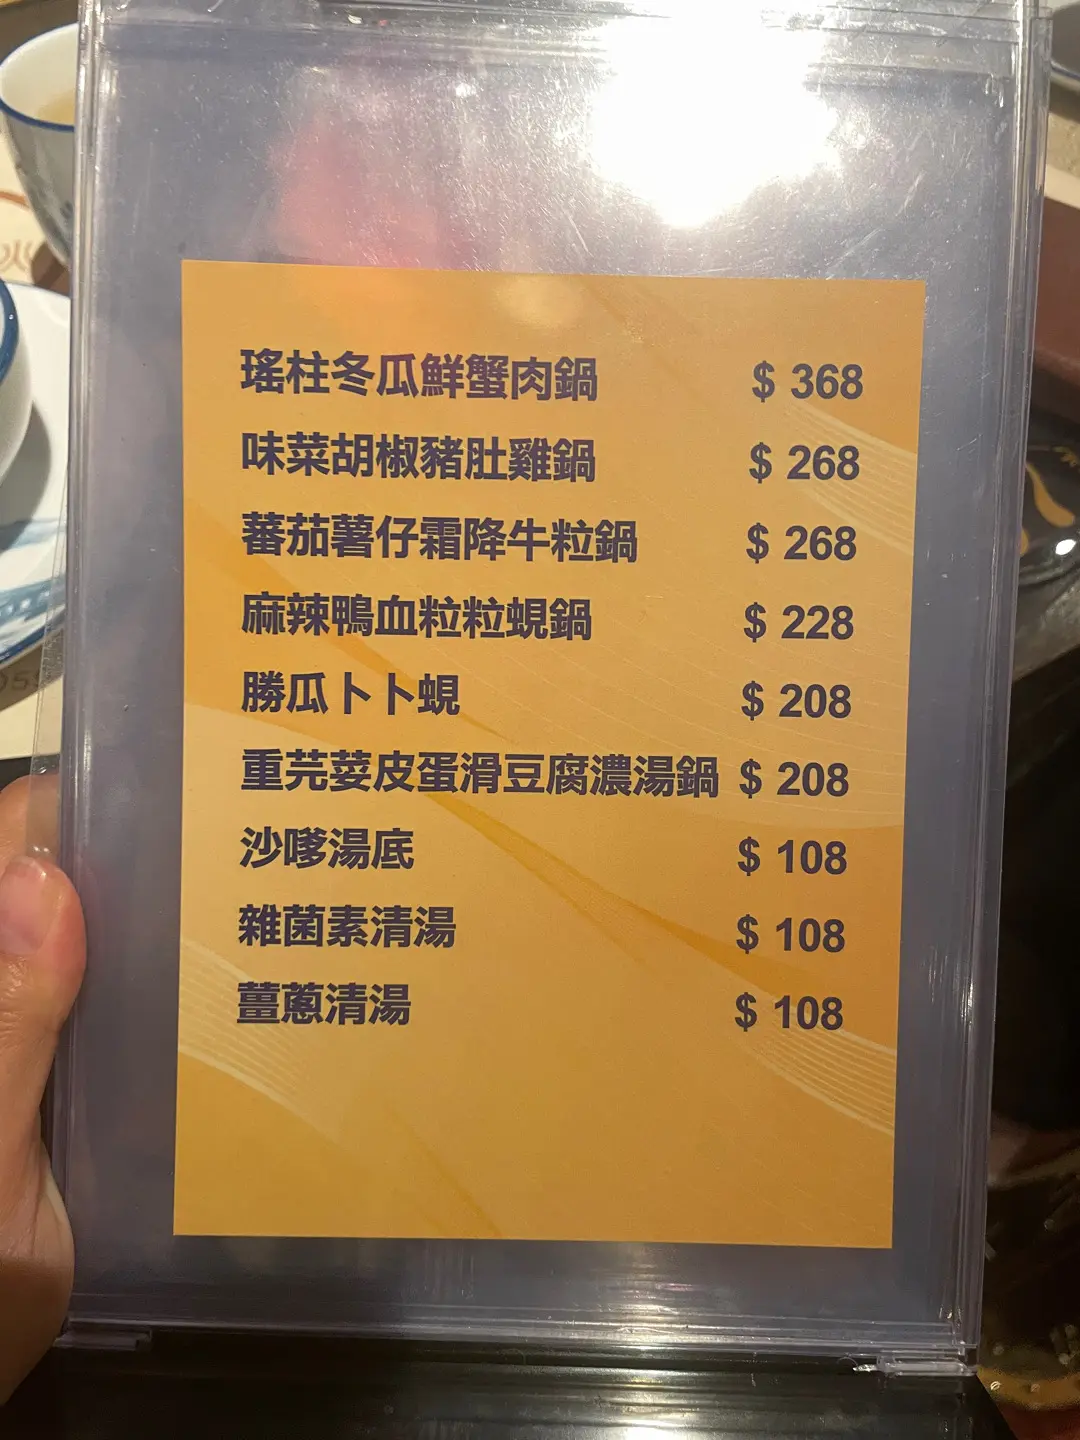 瑤柱冬瓜鮮蟹肉鍋 $ 368
味菜胡椒豬肚雞鍋 $ 268
蕃茄薯仔霜降牛粒鍋 $ 268
麻辣鴨血粒粒蜆鍋 $ 228
勝瓜卜卜蜆 $ 208
重芫荽皮蛋滑豆腐濃湯鍋 $ 208
沙嗲湯底 $ 108
雜菌素清湯 $ 108
薑蔥清湯 $ 108